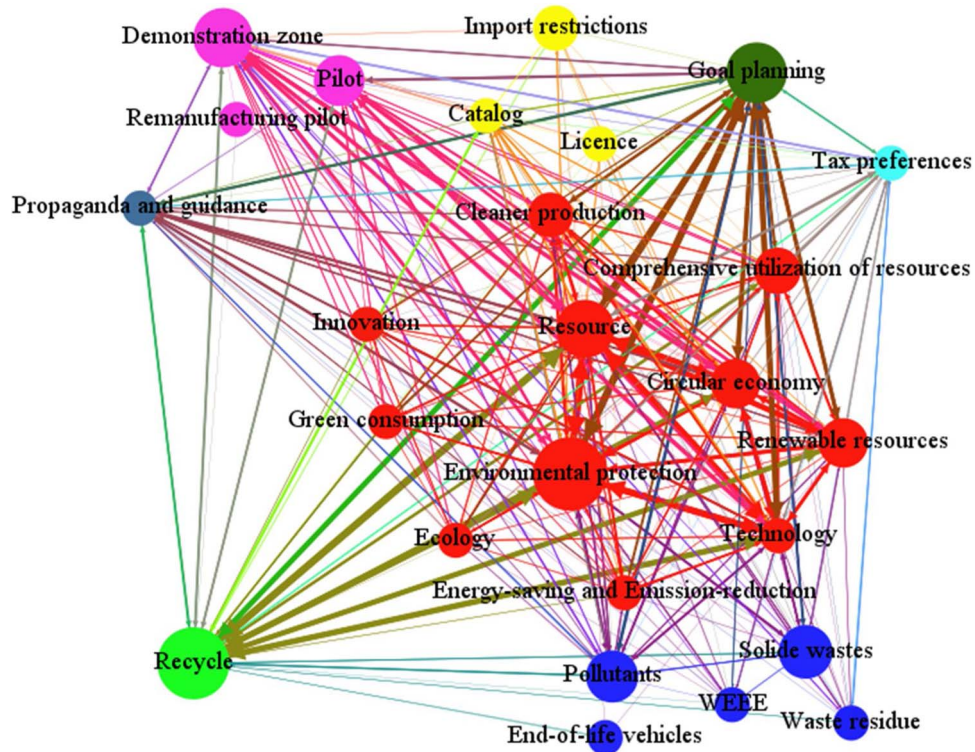 Import restrictions
Demonstration zone
Goal planning
Pilot
Remanufacturing pilot
Catalog
Licence
Tax preferences
Propaganda and guidance
Cleaner production
Comprehensive utilization of resources
Innovation
Resource
Circular economy
Green consumption
Renewable resources
Environmental protection
Ecology
Technology
Energy-saving and Emission-reduction
Recycle
Pollutants
Solide wastes
WEEE
Waste residue
End-of-life vehicles